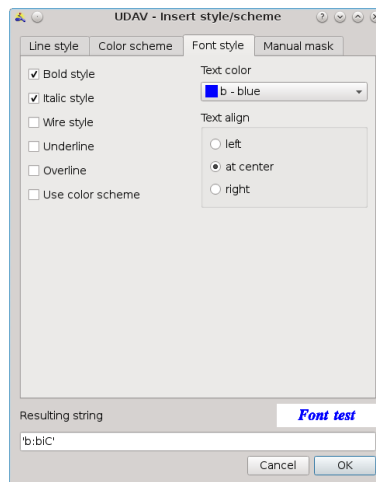 UDAV - Insert style/scheme
Line style Color scheme Font style Manual mask
Bold style
Italic style
Wire style
Underline
Overline
Use color scheme
Text color
b - blue
Text align
left
at center
right
Resulting string
Font test
'b:biC'
Cancel OK